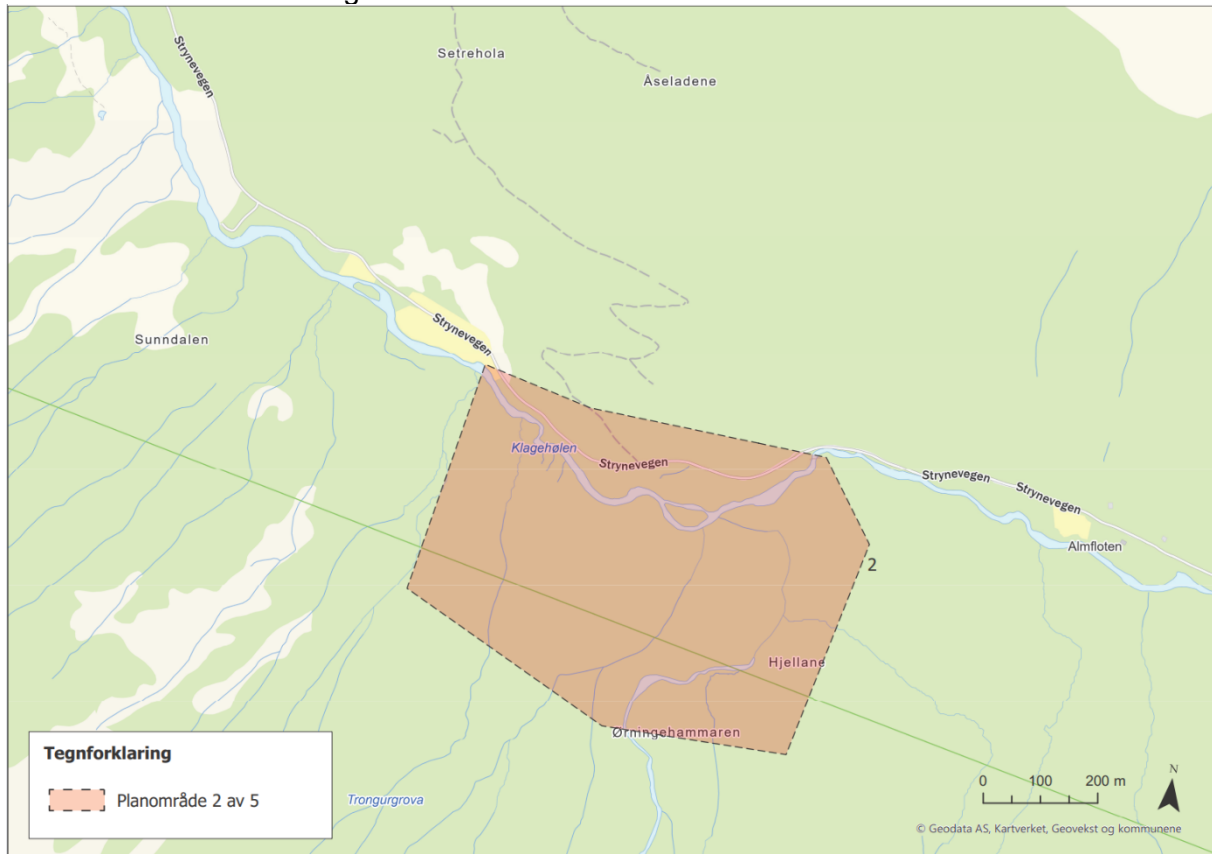 Strynevegen
Setrehola
Åseladene
Sunndalen
Strynevegen
Klagehølen
Strynevegen
Strynevegen
Strynevegen
Almfloten
2
Hjellane
Ørningehammaren
Trongurgrova
Tegnforklaring
Planområde 2 av 5
0 100 200 m
N
© Geodata AS, Kartverket, Geovekst og kommunene